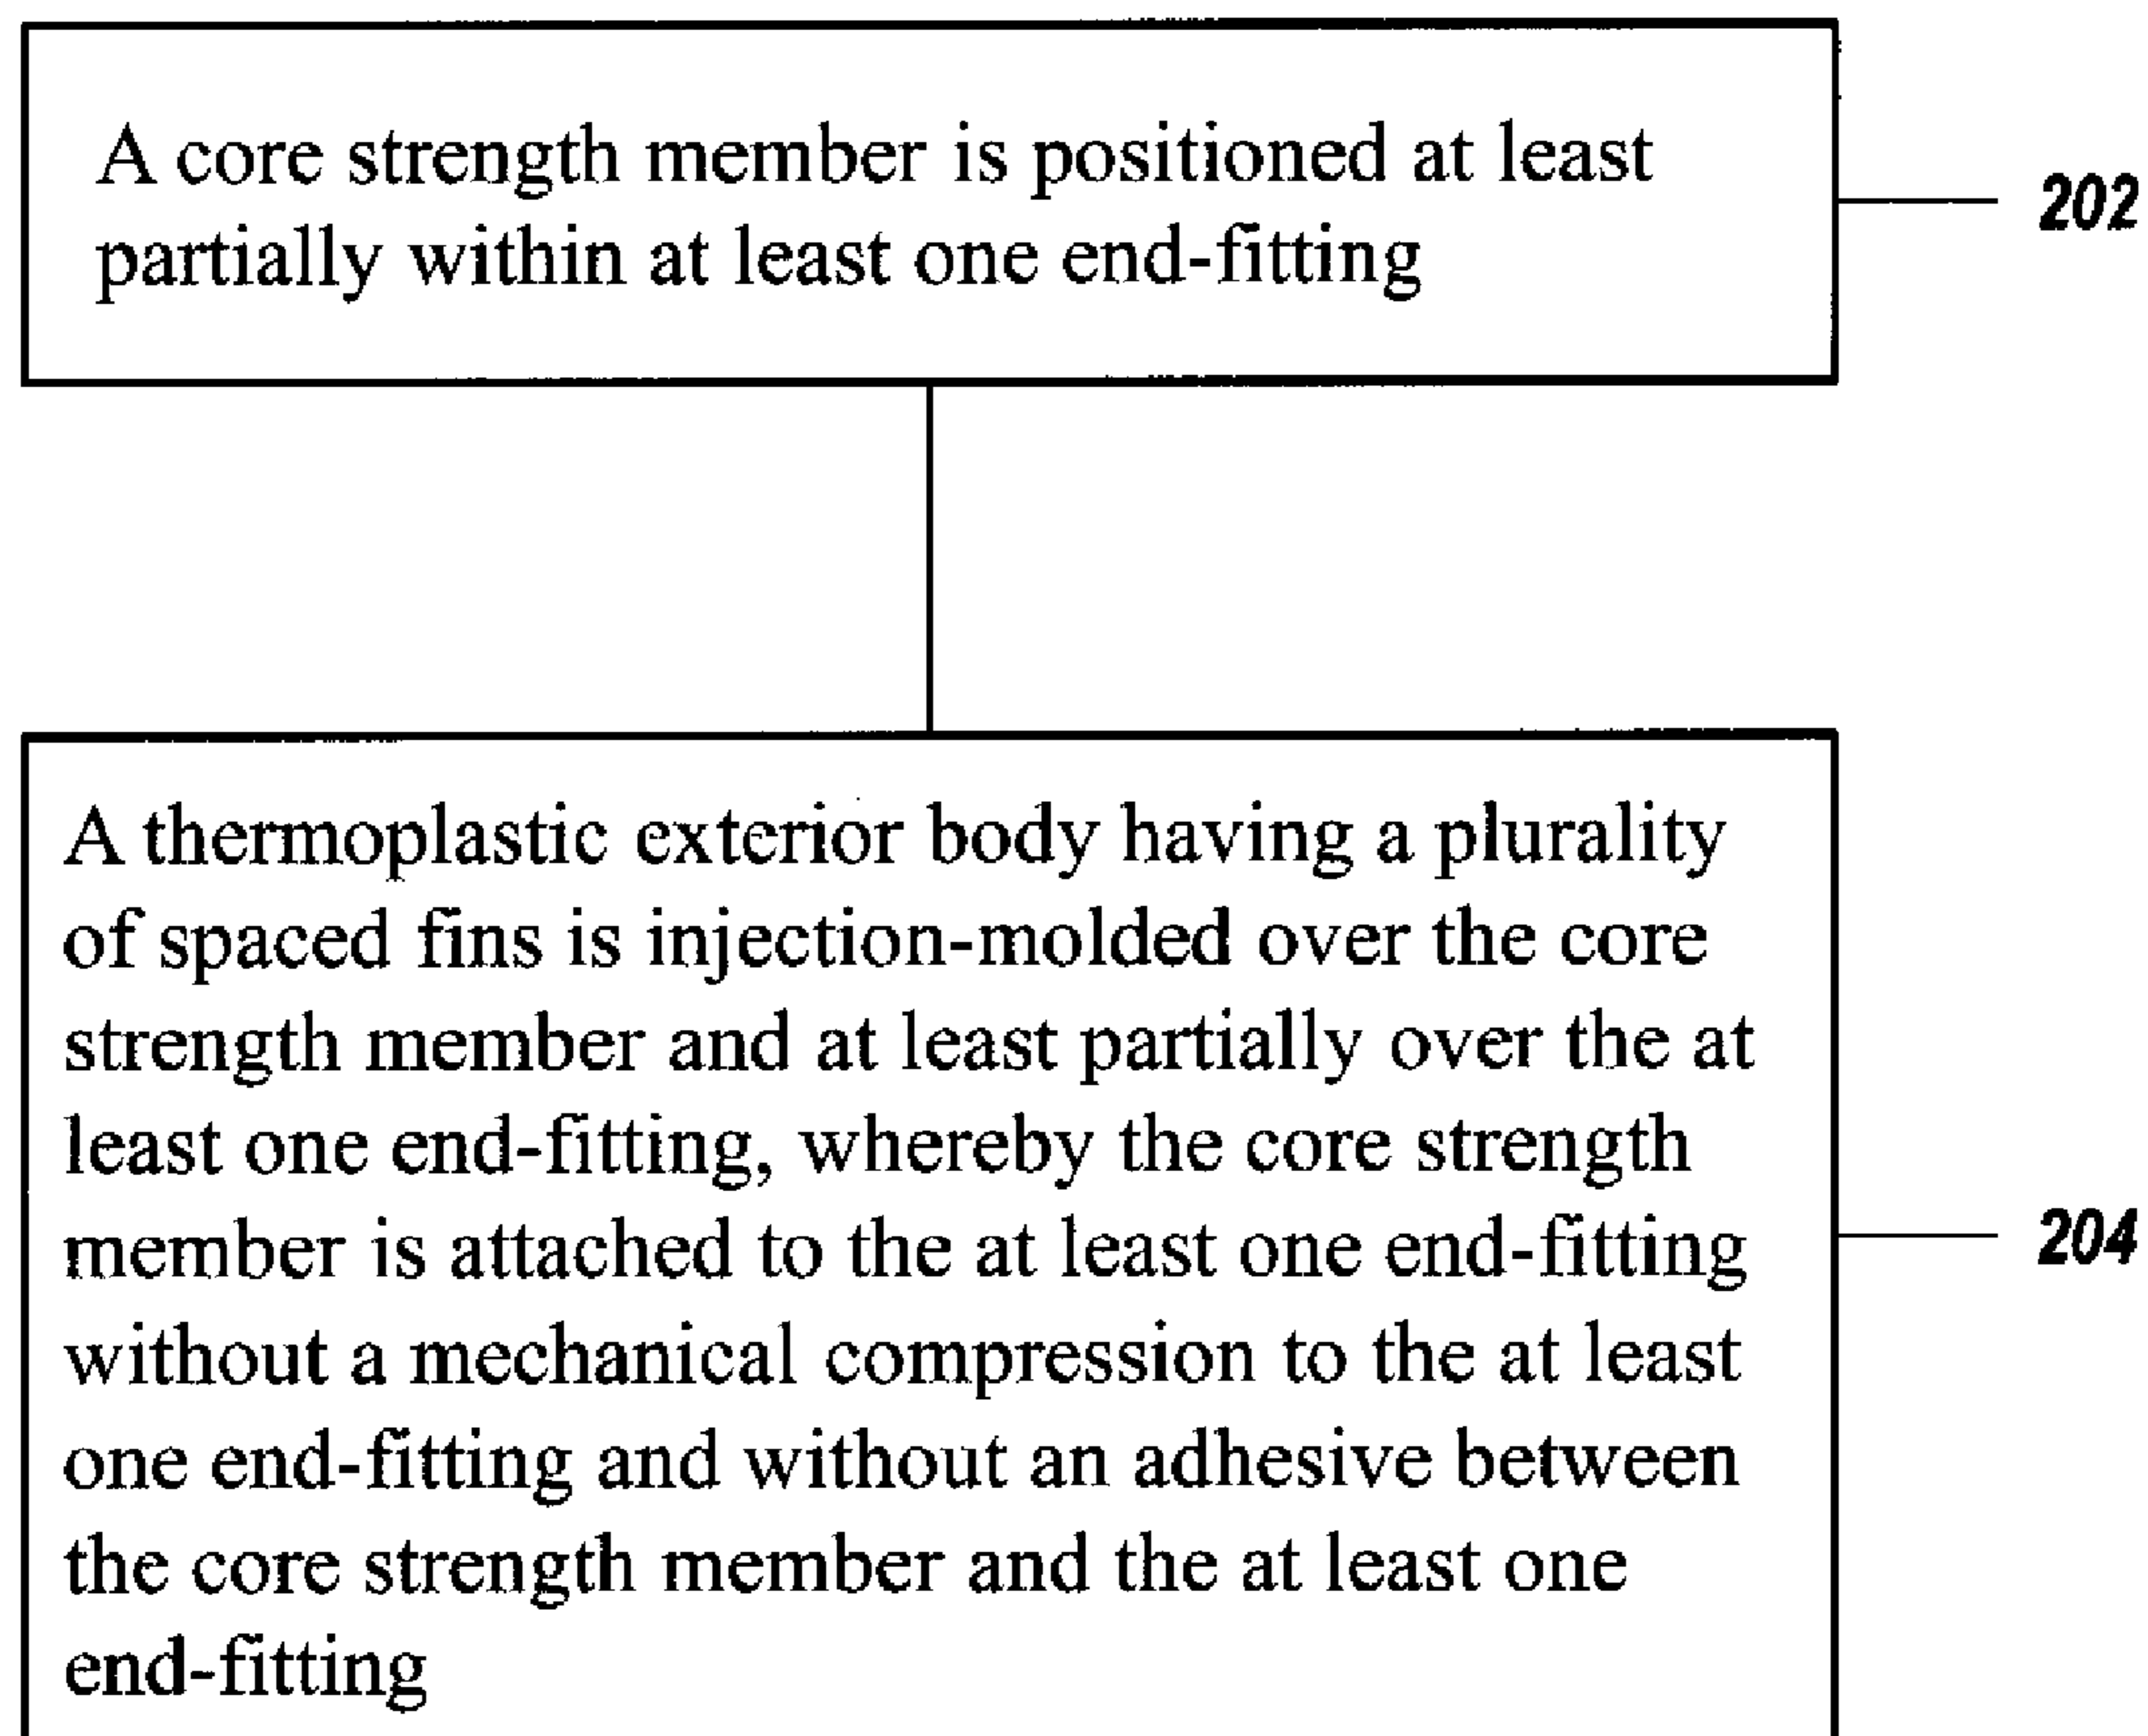 A core strength member is positioned at least
partially within at least one end-fitting
202
A thermoplastic exterior body having a plurality
of spaced fins is injection-molded over the core
strength member and at least partially over the at
least one end-fitting, whereby the core strength
member is attached to the at least one end-fitting
without a mechanical compression to the at least
one end-fitting and without an adhesive between
the core strength member and the at least one
end-fitting
204